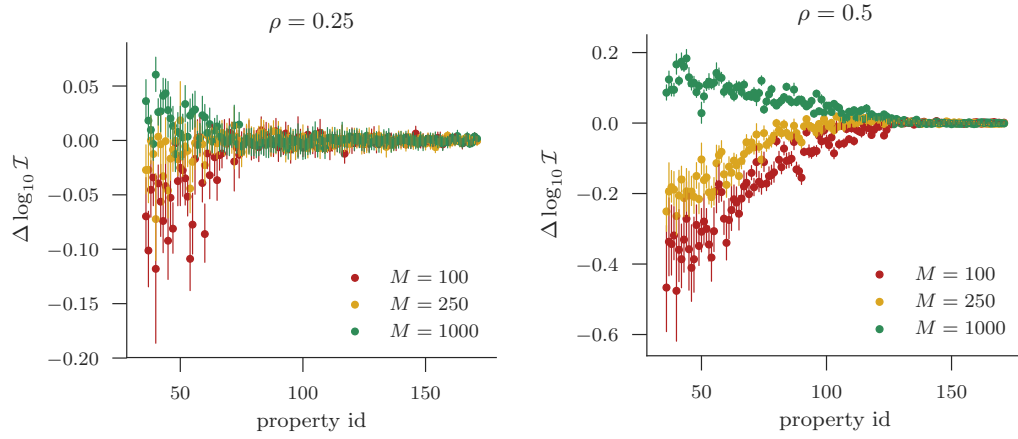 ρ = 0.25
Δ log₁₀ ℐ
0.05
0.00
−0.05
−0.10
−0.15
−0.20
M = 100
M = 250
M = 1000
50
100
150
property id
ρ = 0.5
Δ log₁₀ ℐ
0.2
0.0
−0.2
−0.4
−0.6
M = 100
M = 250
M = 1000
50
100
150
property id